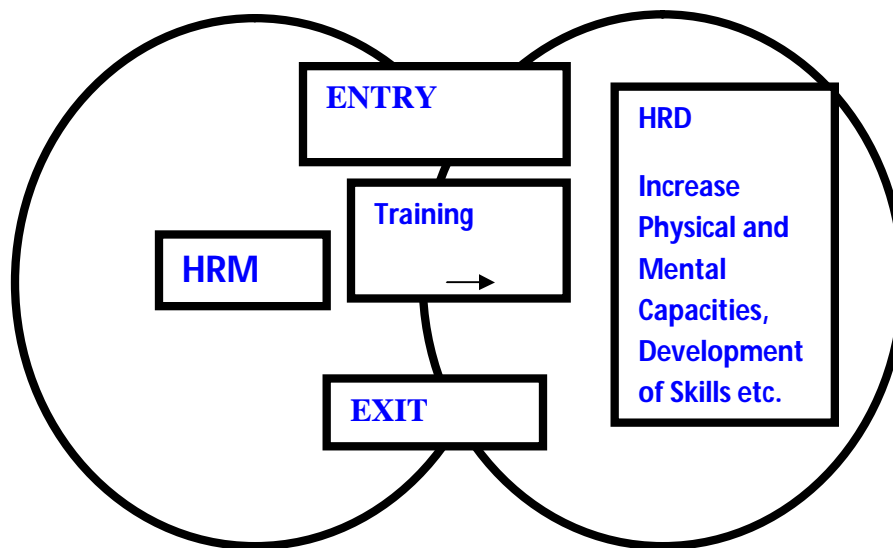 ENTRY
Training
HRM
EXIT
HRD
Increase
Physical and
Mental
Capacities,
Development
of Skills etc.